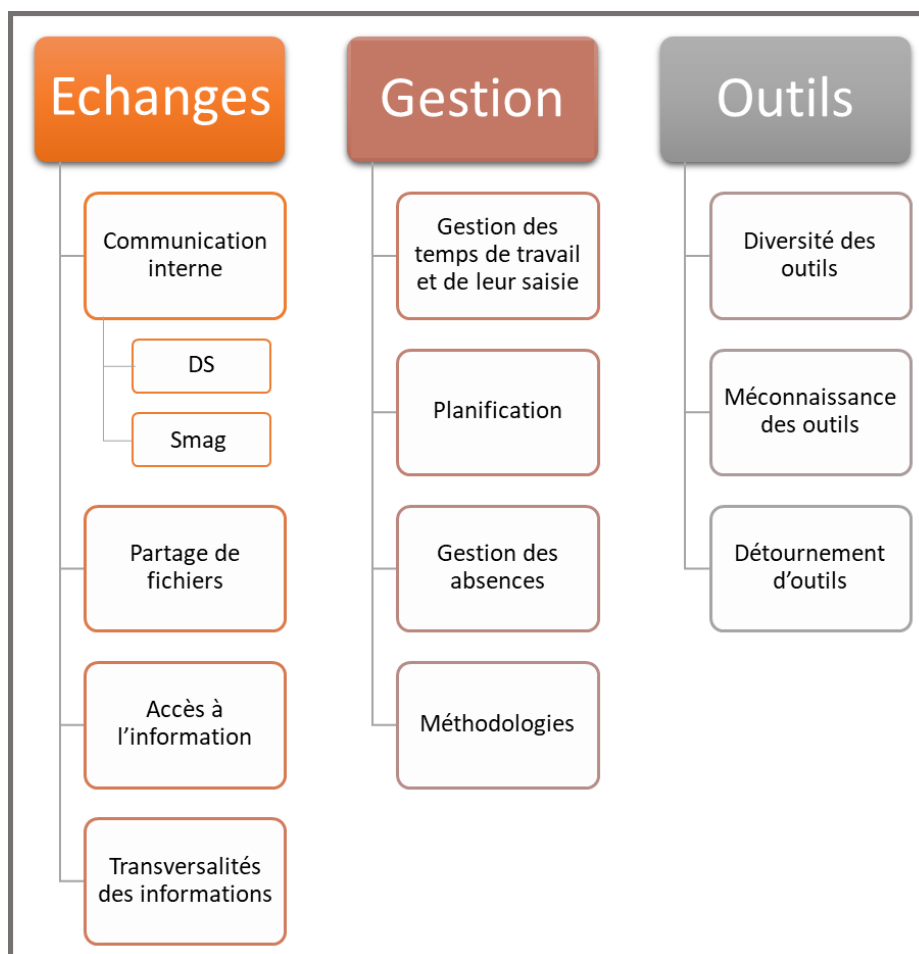 Echanges
Communication
interne
DS
Smag
Partage de
fichiers
Accès à
l’information
Transversalités
des informations
Gestion
Gestion des
temps de travail
et de leur saisie
Planification
Gestion des
absences
Méthodologies
Outils
Diversité des
outils
Méconnaissance
des outils
Détournement
d’outils